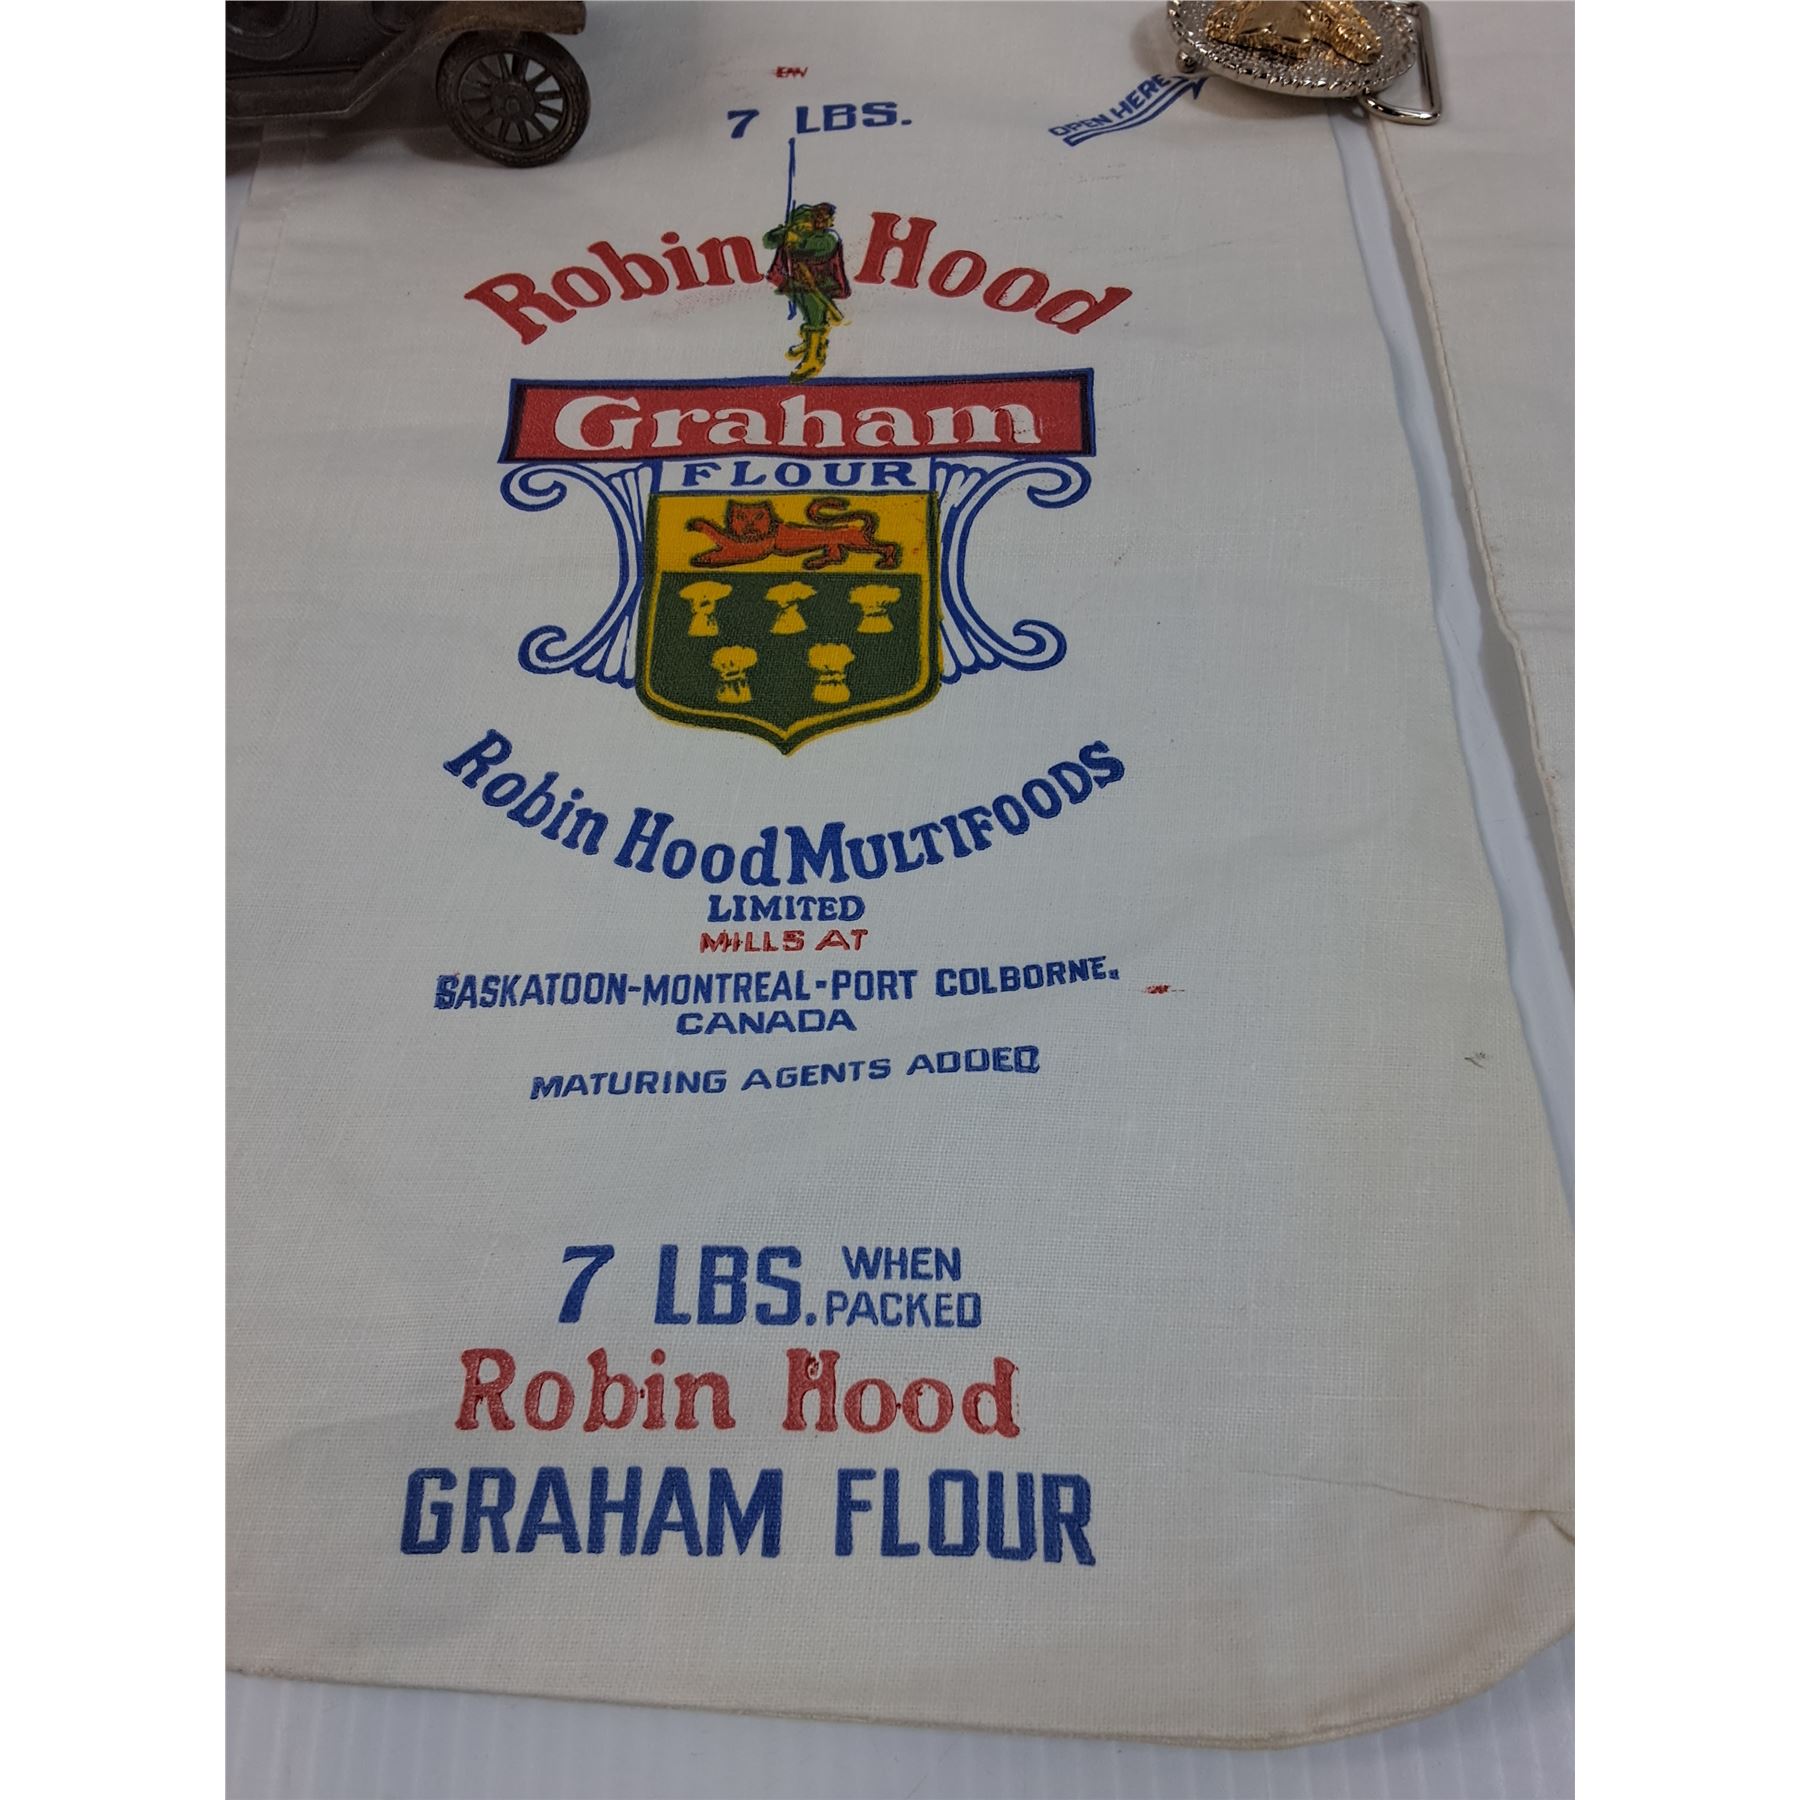 7 LBS.
OPEN HERE
Robin Hood
Graham
FLOUR
Robin Hood MULTIFOODS
LIMITED
MILLS AT
SASKATOON-MONTREAL-PORT COLBORNE.
CANADA
MATURING AGENTS ADDED
7 LBS. WHEN
PACKED
Robin Hood
GRAHAM FLOUR